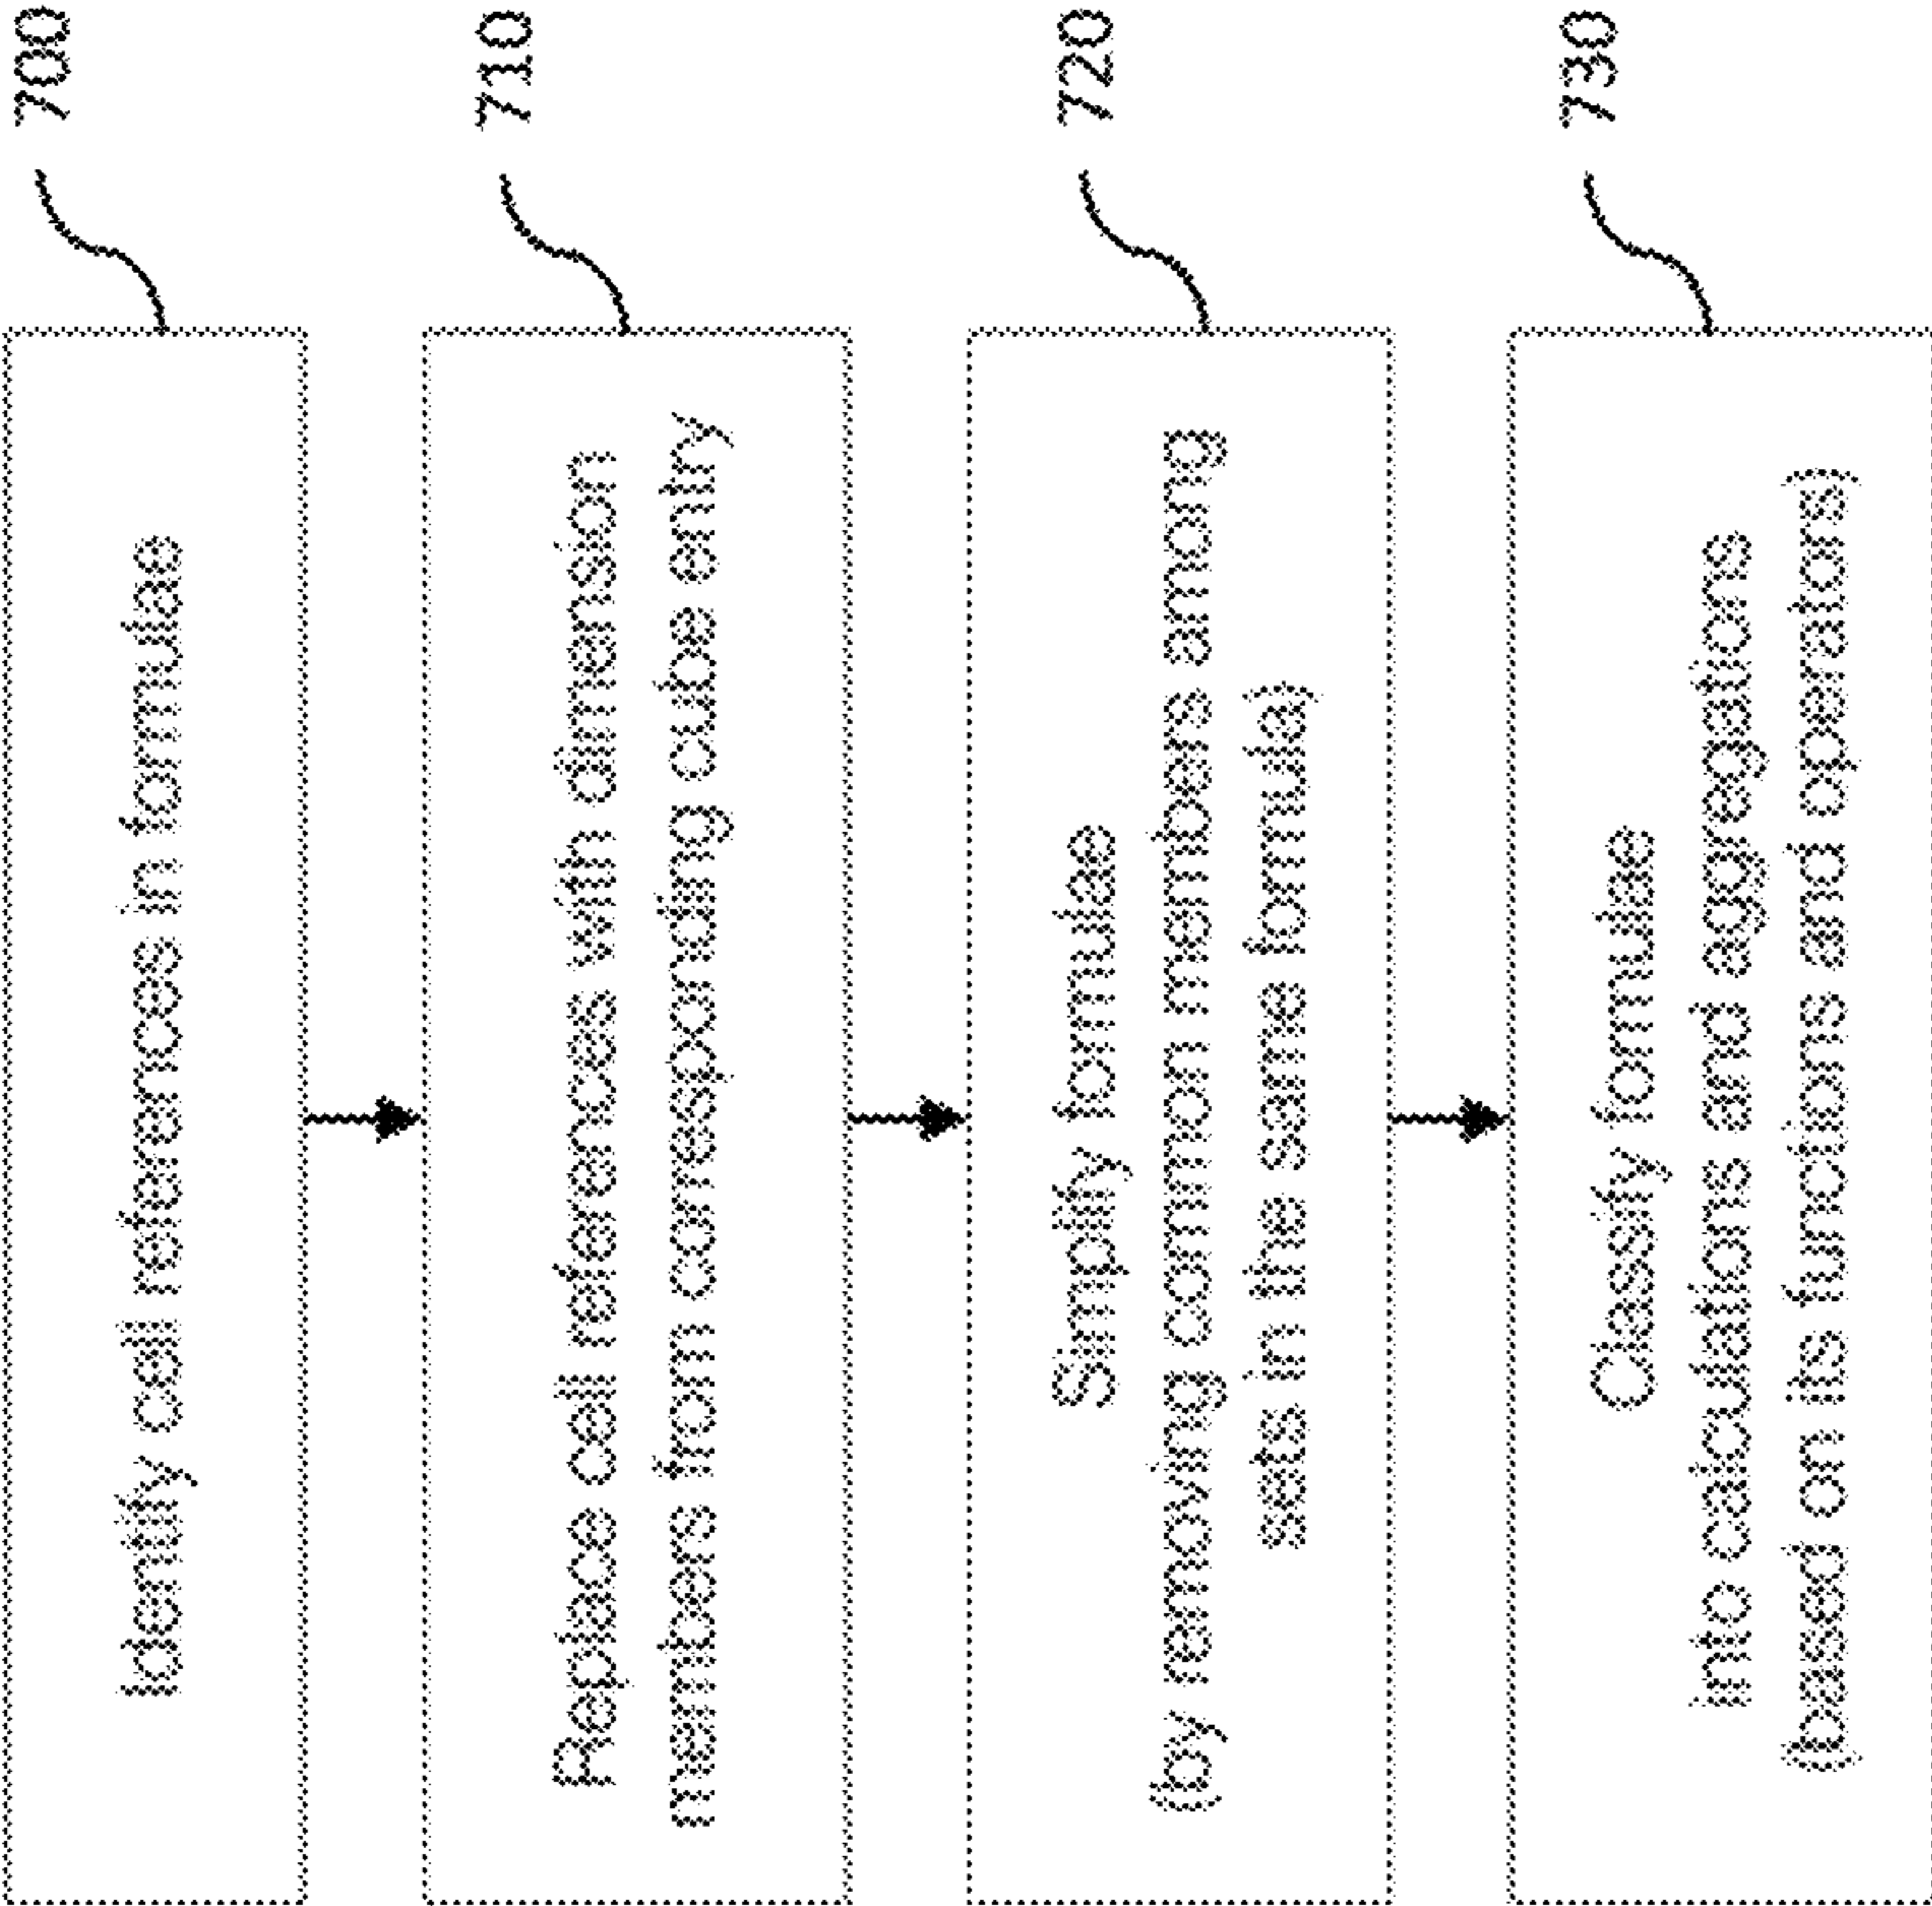 Identify cell references in formulae
700
Replace cell references with dimension
members from corresponding cube entry
710
Simplify formulae
(by removing common members among
sets in the same formula)
720
Classify formulae
into calculations and aggregations
(based on its functions and operators)
730